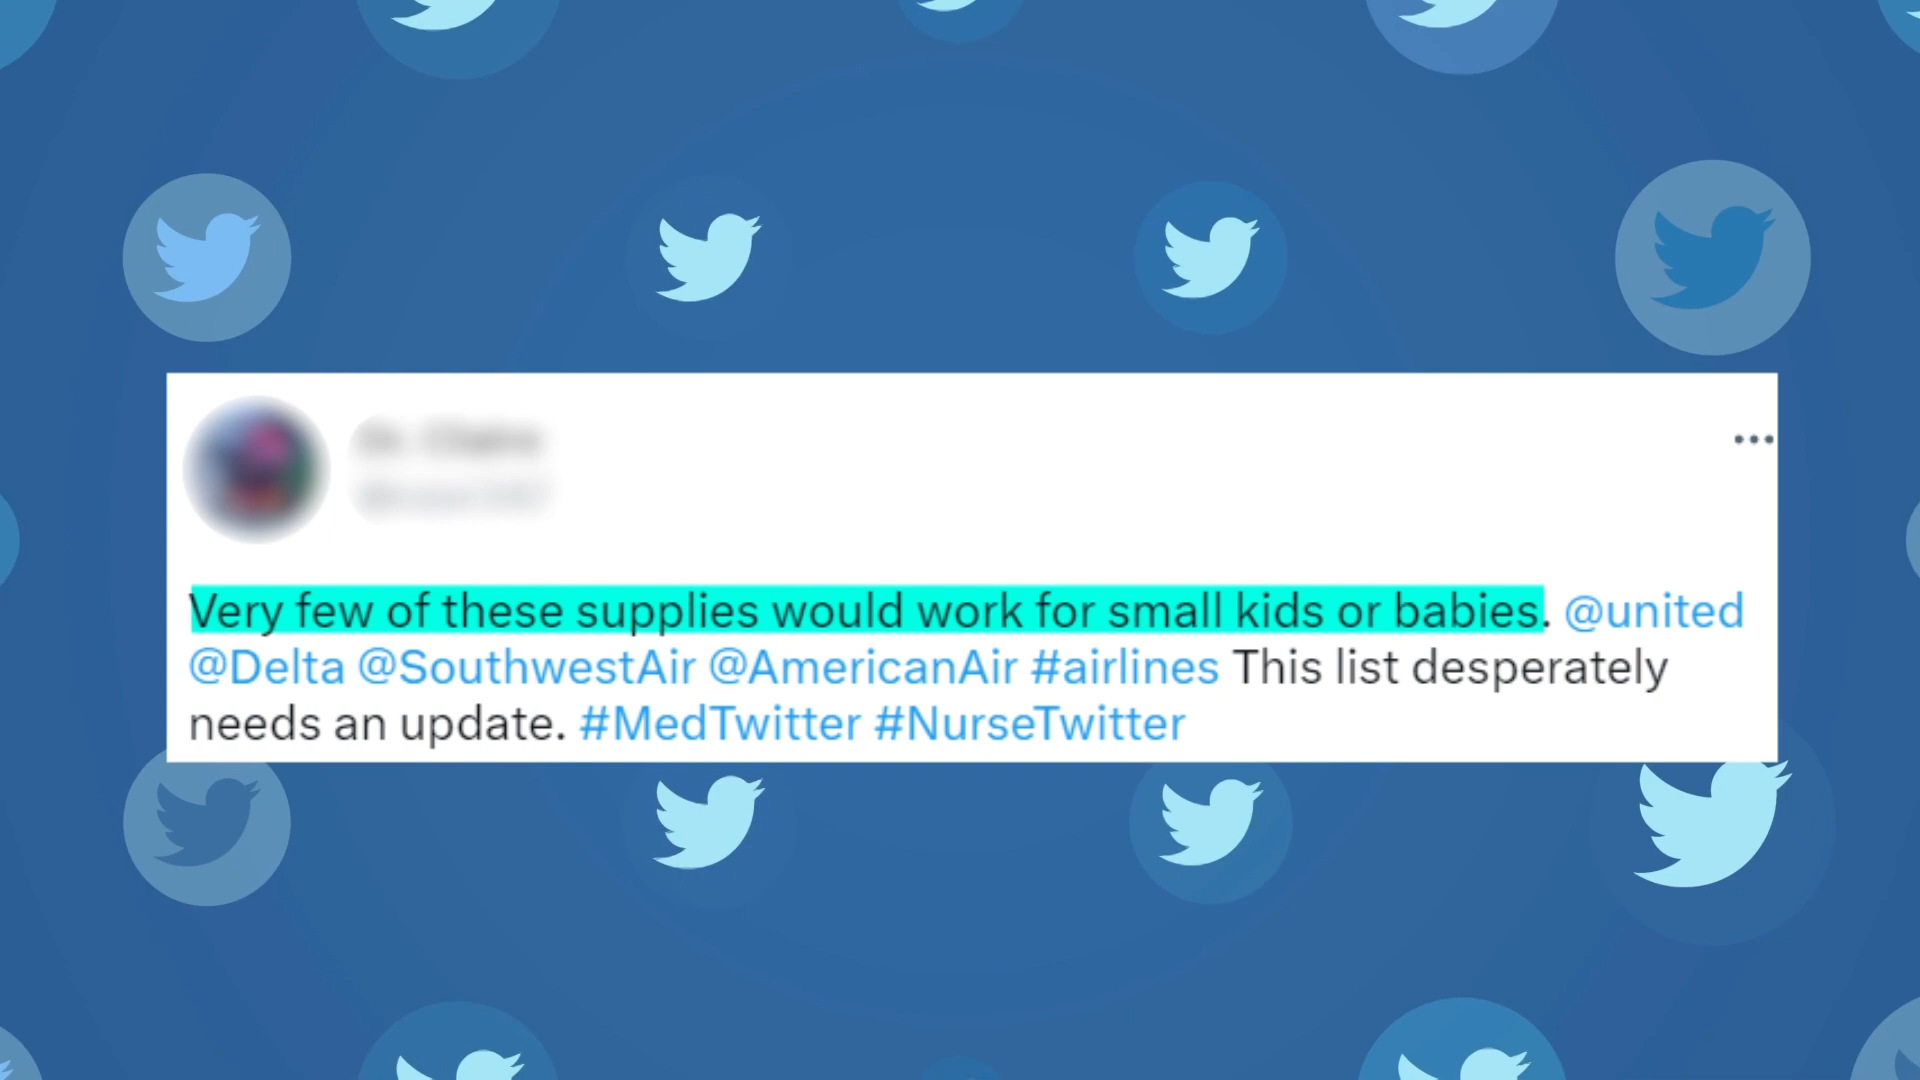 Very few of these supplies would work for small kids or babies. @united
@Delta @SouthwestAir @AmericanAir #airlines This list desperately
needs an update. #MedTwitter #NurseTwitter